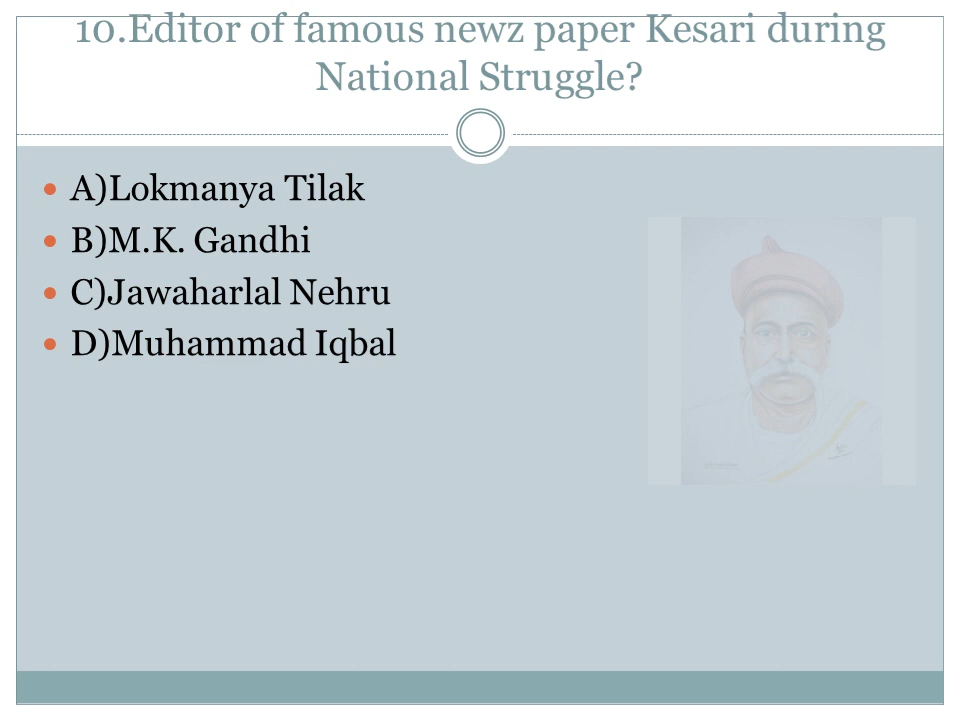 10.Editor of famous newz paper Kesari during
National Struggle?
A)Lokmanya Tilak
B)M.K. Gandhi
C)Jawaharlal Nehru
D)Muhammad Iqbal